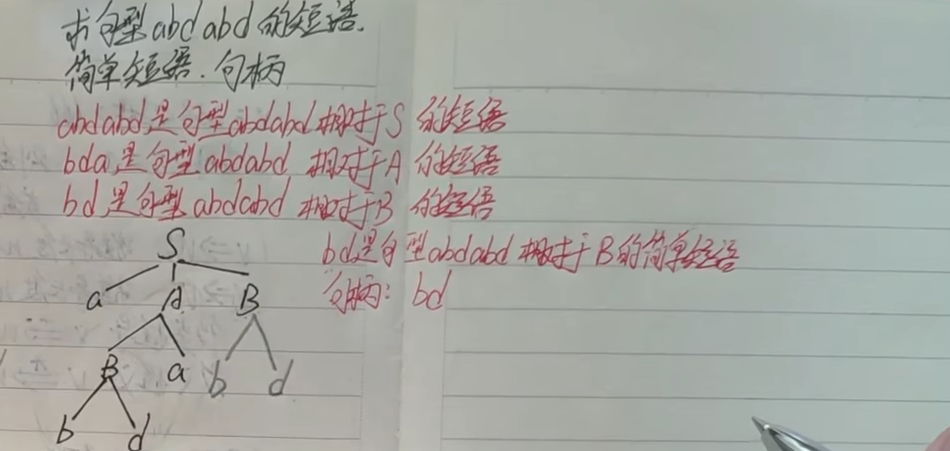 求句型abdabd的短语.
简单短语.句柄
abdabd是句型abdabd相对于S的短语
bda是句型abdabd相对于A的短语
bd是句型abdabd相对于B的短语
bd是句型abdabd相对于B的简单短语
句柄: bd
S
a A B
B a b d
b d